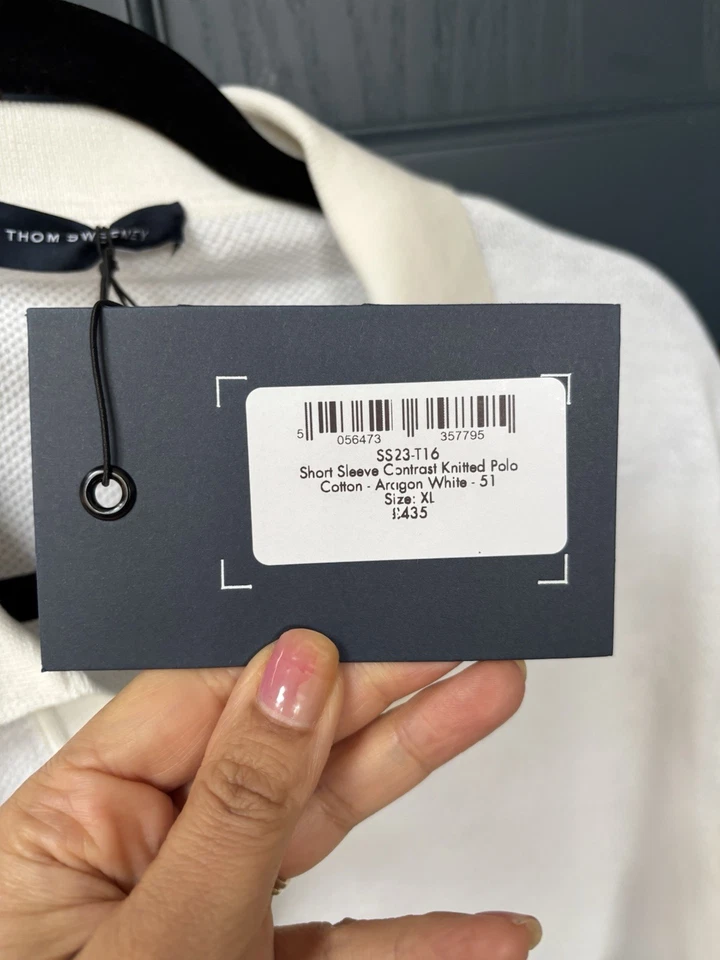 THOM SWEENEY
5 056473 357795
SS23-T16
Short Sleeve Contrast Knitted Polo
Cotton - Aragon White - 51
Size: XL
£435